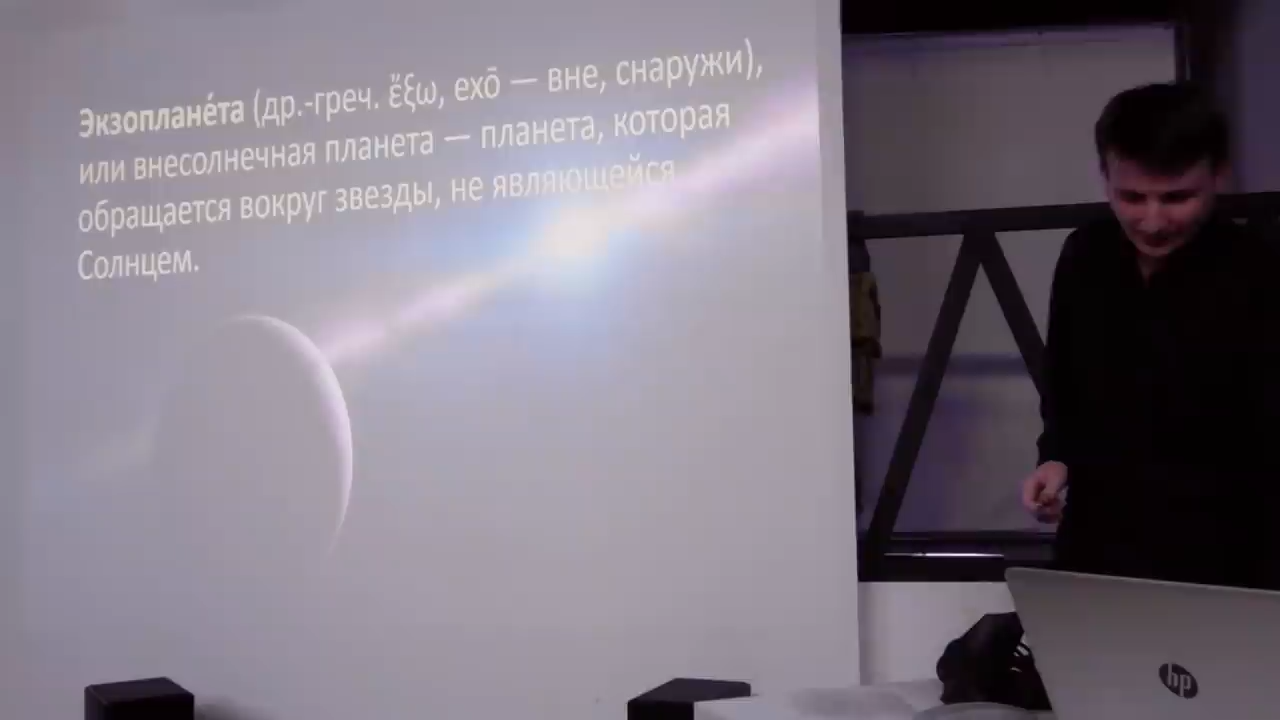 Экзоплане́та (др.-греч. ἔξω, exō — вне, снаружи),
или внесолнечная планета — планета, которая
обращается вокруг звезды, не являющейся
Солнцем.
hp